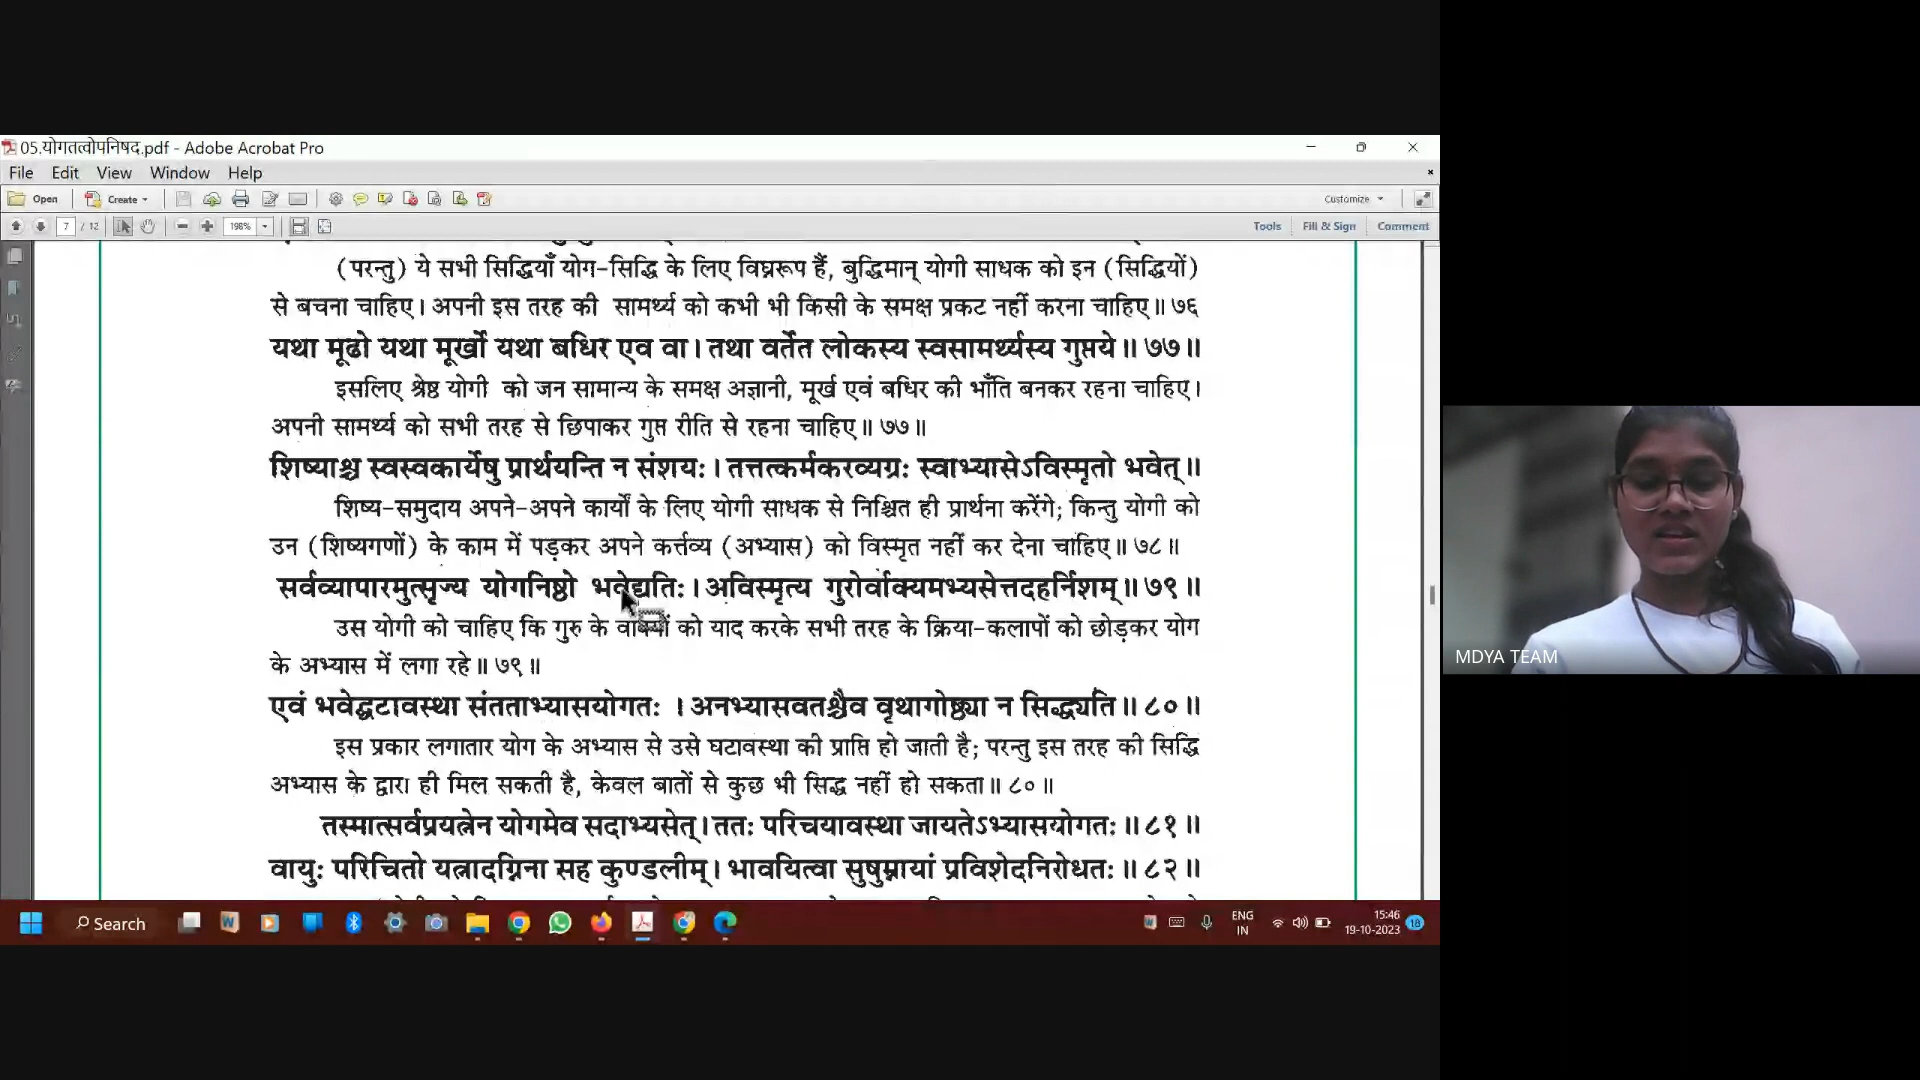 05.योगतत्वोपनिषद.pdf - Adobe Acrobat Pro
File Edit View Window Help
Open Create Customize
7 / 12 198% Tools Fill & Sign Comment
(परन्तु) ये सभी सिद्धियाँ योग-सिद्धि के लिए विघ्नरूप हैं, बुद्धिमान् योगी साधक को इन (सिद्धियों)
से बचना चाहिए। अपनी इस तरह की सामर्थ्य को कभी भी किसी के समक्ष प्रकट नहीं करना चाहिए॥ ७६
यथा मूढो यथा मूर्खो यथा बधिर एव वा। तथा वर्तेत लोकस्य स्वसामर्थ्यस्य गुप्तये॥ ७७॥
इसलिए श्रेष्ठ योगी को जन सामान्य के समक्ष अज्ञानी, मूर्ख एवं बधिर की भाँति बनकर रहना चाहिए।
अपनी सामर्थ्य को सभी तरह से छिपाकर गुप्त रीति से रहना चाहिए॥ ७७॥
शिष्याश्च स्वस्वकार्येषु प्रार्थयन्ति न संशयः। तत्तत्कर्मकरव्यग्रः स्वाभ्यासेऽविस्मृतो भवेत्॥
शिष्य-समुदाय अपने-अपने कार्यों के लिए योगी साधक से निश्चित ही प्रार्थना करेंगे; किन्तु योगी को
उन (शिष्यगणों) के काम में पड़कर अपने कर्त्तव्य (अभ्यास) को विस्मृत नहीं कर देना चाहिए॥ ७८॥
सर्वव्यापारमुत्सृज्य योगनिष्ठो भवेद्यतिः। अविस्मृत्य गुरोर्वाक्यमभ्यसेत्तदहर्निशम्॥ ७९॥
उस योगी को चाहिए कि गुरु के वाक्यों को याद करके सभी तरह के क्रिया-कलापों को छोड़कर योग
के अभ्यास में लगा रहे॥ ७९॥
एवं भवेद्घटावस्था संतताभ्यासयोगतः । अनभ्यासवतश्चैव वृथागोष्ठ्या न सिद्ध्यति॥ ८०॥
इस प्रकार लगातार योग के अभ्यास से उसे घटावस्था की प्राप्ति हो जाती है; परन्तु इस तरह की सिद्धि
अभ्यास के द्वारा ही मिल सकती है, केवल बातों से कुछ भी सिद्ध नहीं हो सकता॥ ८०॥
तस्मात्सर्वप्रयत्नेन योगमेव सदाभ्यसेत्। ततः परिचयावस्था जायतेऽभ्यासयोगतः॥ ८१॥
वायुः परिचितो यत्नादग्निना सह कुण्डलीम्। भावयित्वा सुषुम्नायां प्रविशेदनिरोधतः॥ ८२॥
MDYA TEAM
Search ENG IN 15:46 19-10-2023 18